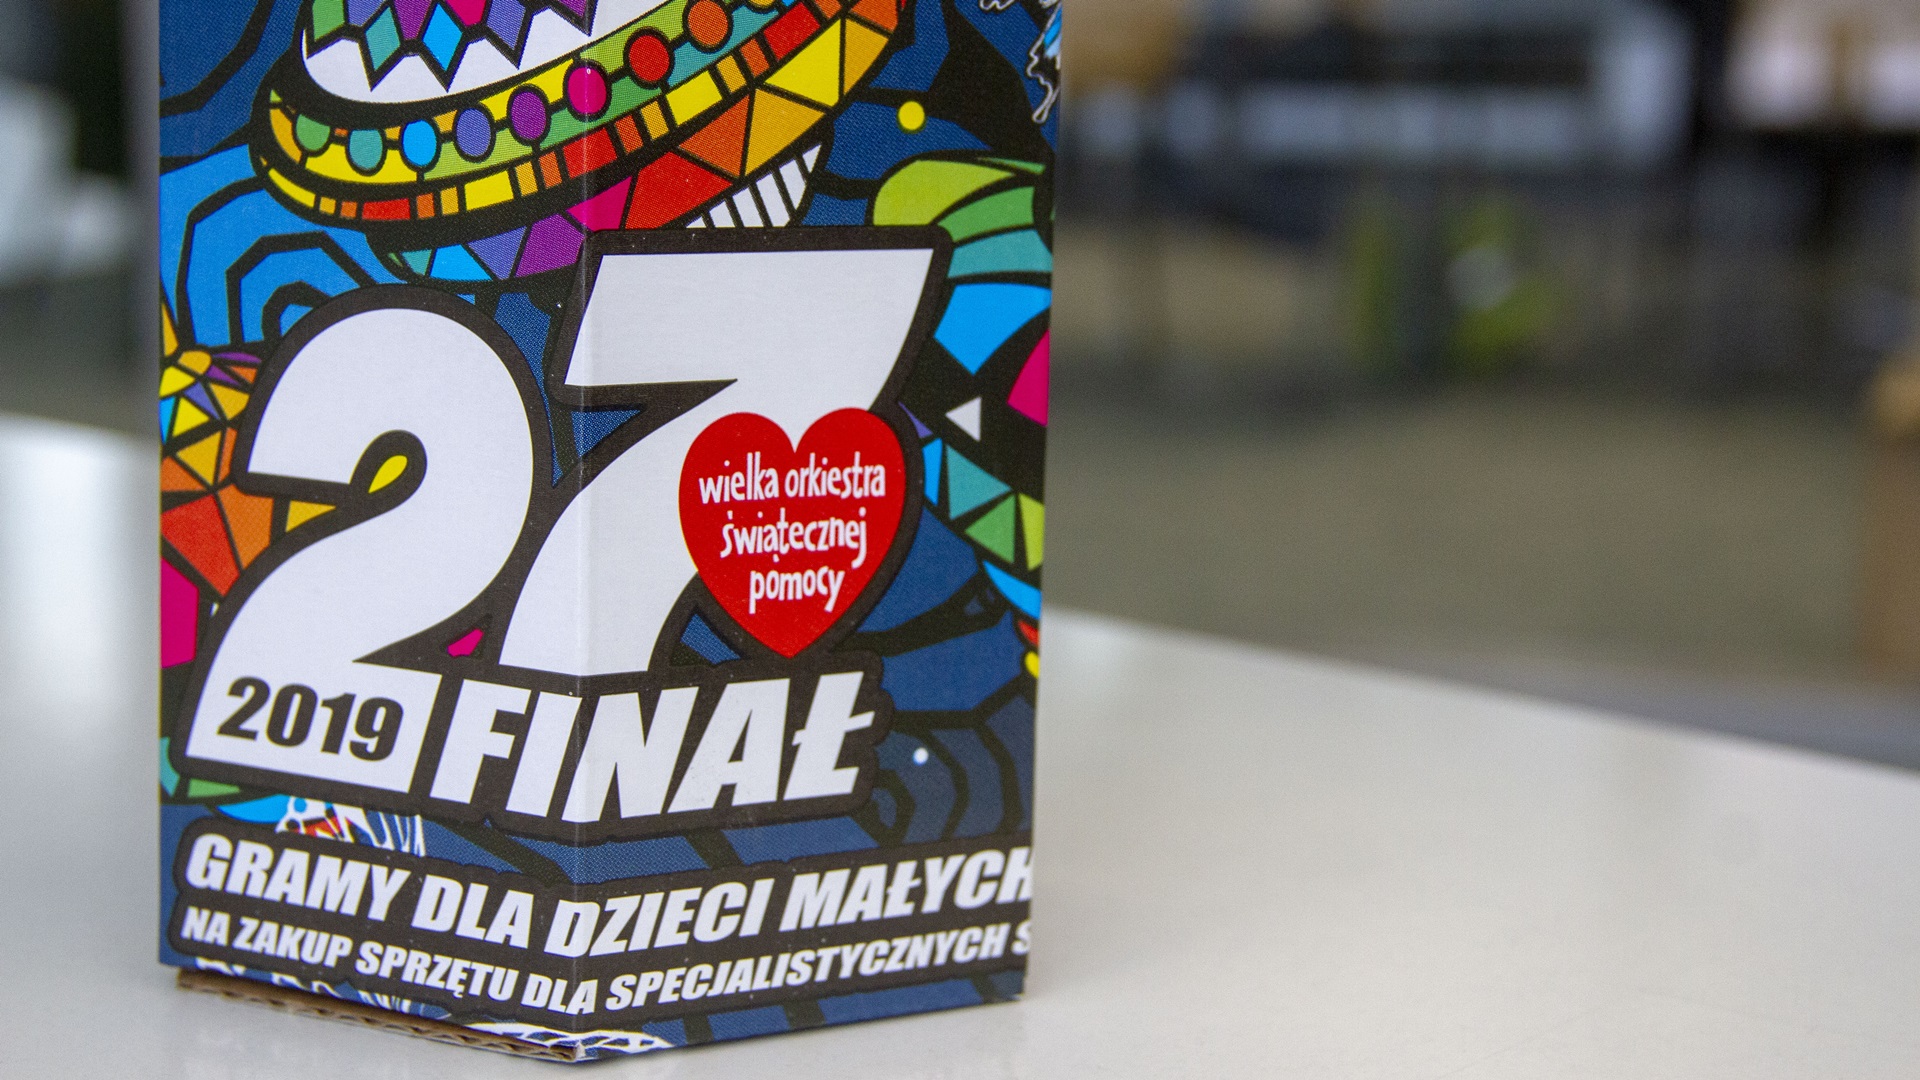 27
wielka orkiestra
świątecznej
pomocy
2019 FINAŁ
GRAMY DLA DZIECI MAŁYCH
NA ZAKUP SPRZĘTU DLA SPECJALISTYCZNYCH